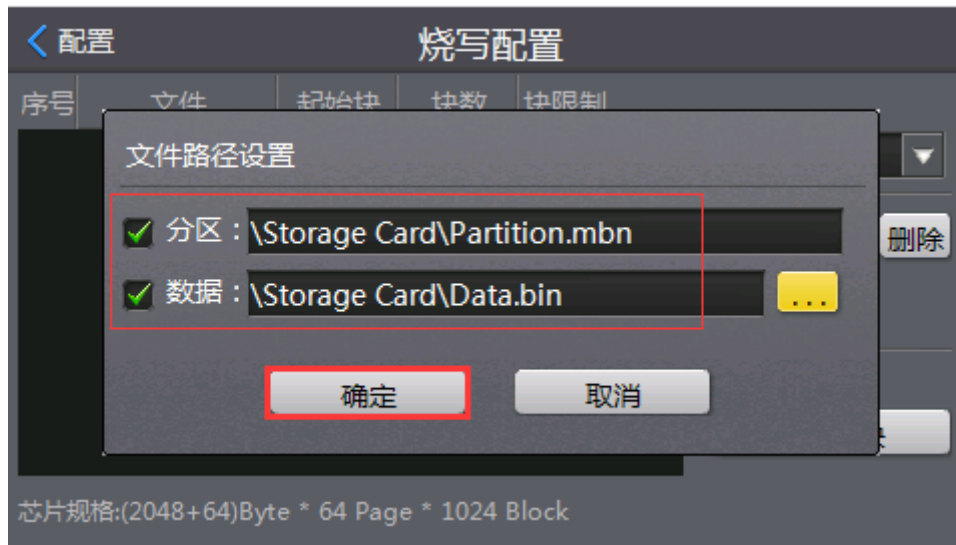 配置
烧写配置
序号 文件 起始块 块数 块限制
文件路径设置
分区：\Storage Card\Partition.mbn
删除
数据：\Storage Card\Data.bin ...
确定 取消
芯片规格:(2048+64)Byte * 64 Page * 1024 Block